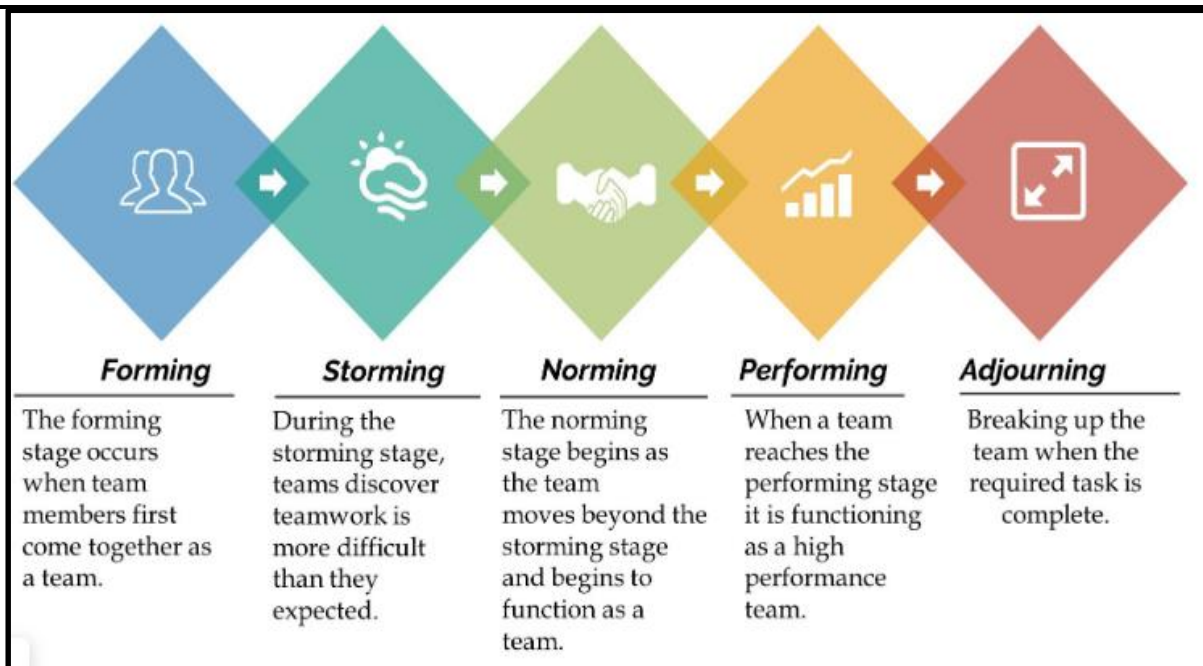 Forming
The forming
stage occurs
when team
members first
come together as
a team.
Storming
During the
storming stage,
teams discover
teamwork is
more difficult
than they
expected.
Norming
The norming
stage begins as
the team
moves beyond the
storming stage
and begins to
function as a
team.
Performing
When a team
reaches the
performing stage
it is functioning
as a high
performance
team.
Adjourning
Breaking up the
team when the
required task is
complete.